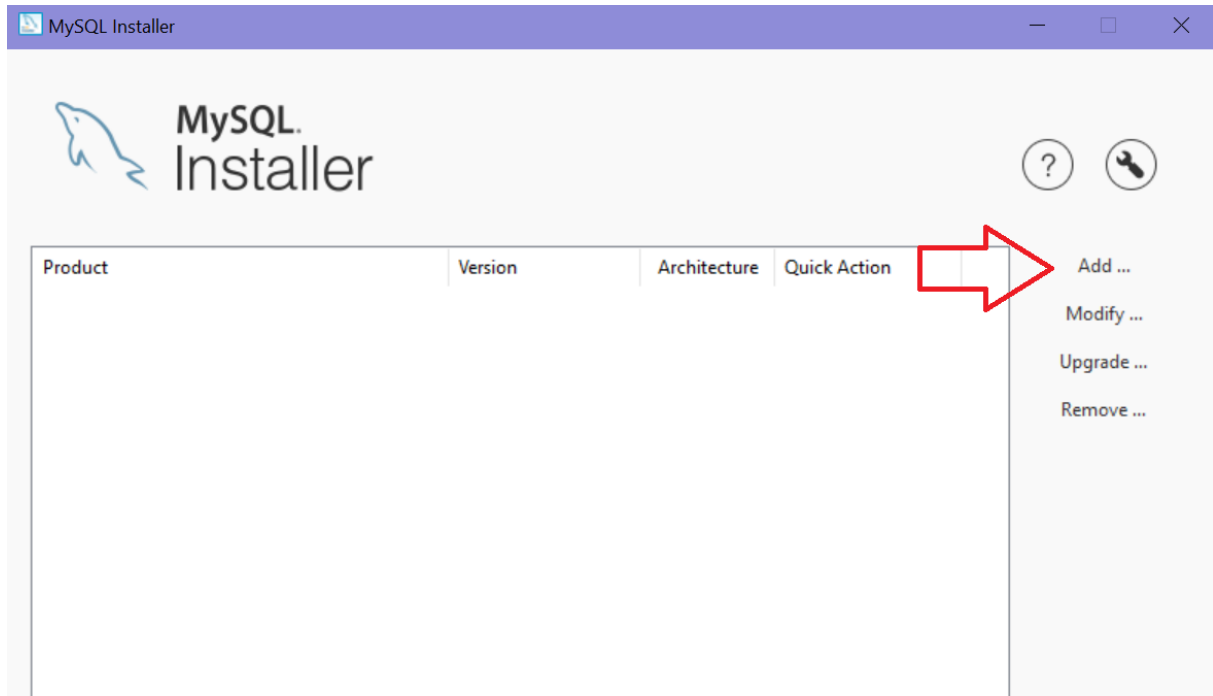 MySQL Installer
MySQL.
Installer
?
Product Version Architecture Quick Action
Add ...
Modify ...
Upgrade ...
Remove ...